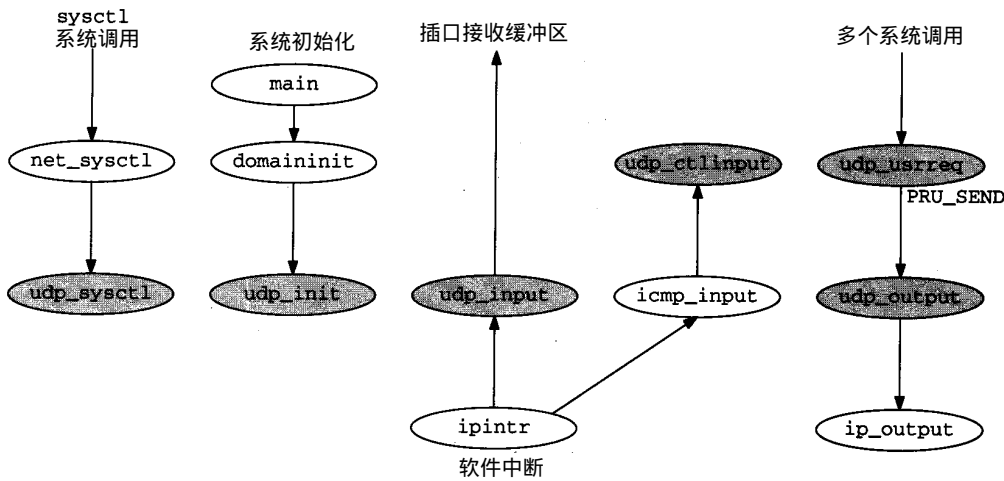 sysctl
系统调用
系统初始化
插口接收缓冲区
多个系统调用
main
net_sysctl
domaininit
udp_ctlinput
udp_usrreq
PRU_SEND
udp_sysctl
udp_init
udp_input
icmp_input
udp_output
ipintr
ip_output
软件中断